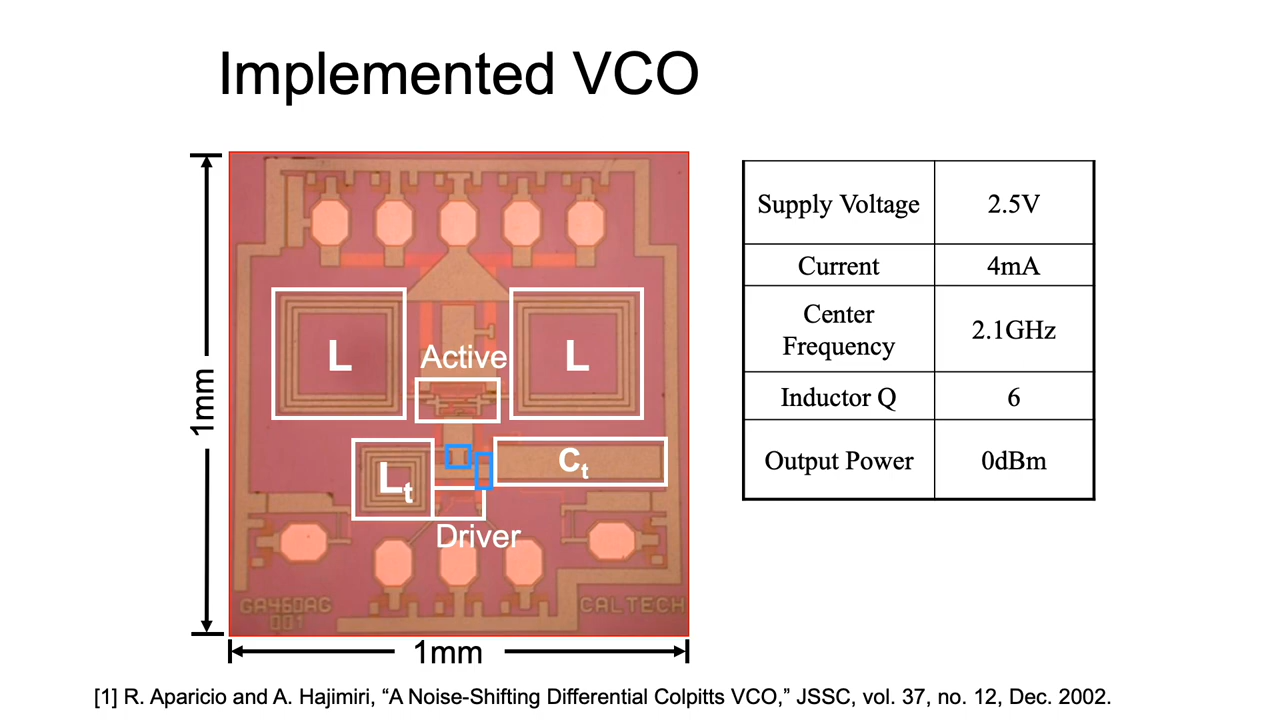 Implemented VCO
1mm
L
L
Active
Lt
Ct
Driver
GA460AG
001
CALTECH
1mm
Supply Voltage 2.5V
Current 4mA
Center
Frequency 2.1GHz
Inductor Q 6
Output Power 0dBm
[1] R. Aparicio and A. Hajimiri, “A Noise-Shifting Differential Colpitts VCO,” JSSC, vol. 37, no. 12, Dec. 2002.